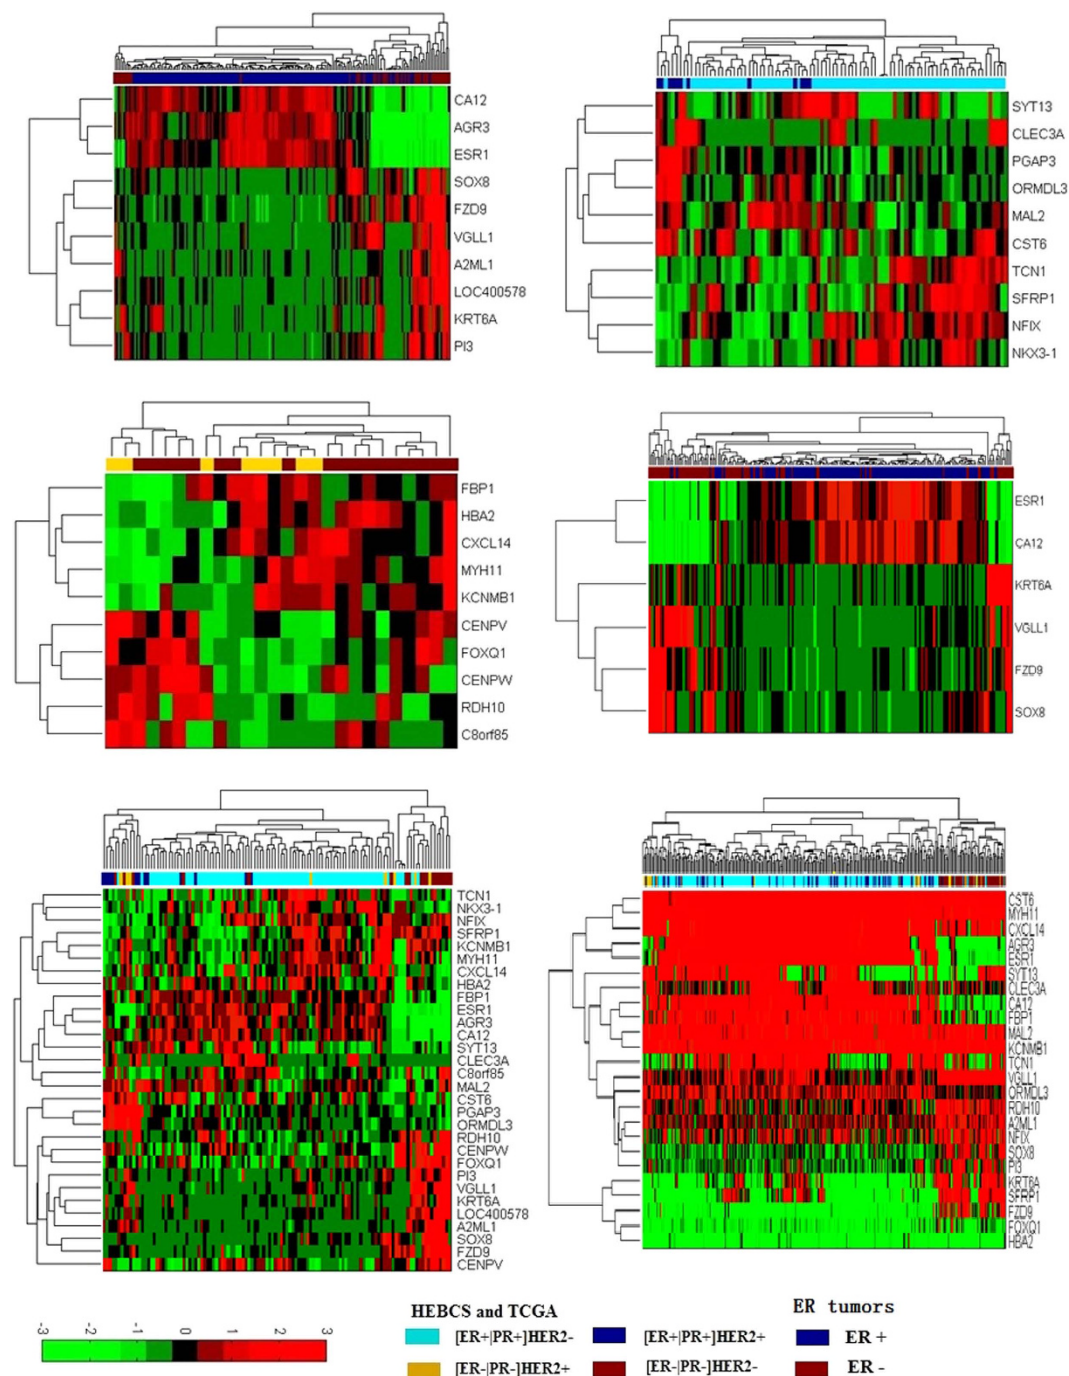 CA12
AGR3
ESR1
SOX8
FZD9
VGLL1
A2ML1
LOC400578
KRT6A
PI3
SYT13
CLEC3A
PGAP3
ORMDL3
MAL2
CST6
TCN1
SFRP1
NFIX
NKX3-1
FBP1
HBA2
CXCL14
MYH11
KCNMB1
CENPV
FOXQ1
CENPW
RDH10
C8orf85
ESR1
CA12
KRT6A
VGLL1
FZD9
SOX8
TCN1
NKX3-1
NFIX
SFRP1
KCNMB1
MYH11
CXCL14
HBA2
FBP1
ESR1
AGR3
CA12
SYT13
CLEC3A
C8orf85
MAL2
CST6
PGAP3
ORMDL3
RDH10
CENPW
FOXQ1
PI3
VGLL1
KRT6A
LOC400578
A2ML1
SOX8
FZD9
CENPV
CST6
MYH11
CXCL14
AGR3
ESR1
SYT13
CLEC3A
CA12
FBP1
MAL2
KCNMB1
TCN1
VGLL1
ORMDL3
RDH10
A2ML1
NFIX
SOX8
PI3
KRT6A
SFRP1
FZD9
FOXQ1
HBA2
-3 -2 -1 0 1 2 3
HEBCS and TCGA
[ER+|PR+]HER2- [ER+|PR+]HER2+
[ER-|PR-]HER2+ [ER-|PR-]HER2-
ER tumors
ER +
ER -